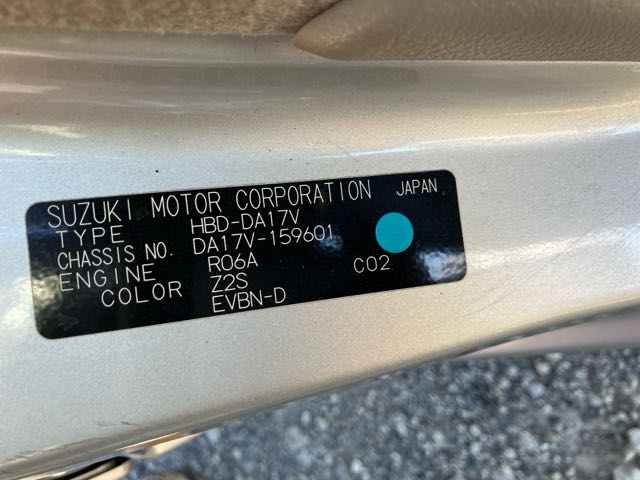 SUZUKI MOTOR CORPORATION JAPAN
TYPE HBD-DA17V
CHASSIS NO. DA17V-159601
ENGINE R06A C02
COLOR Z2S
EVBN-D